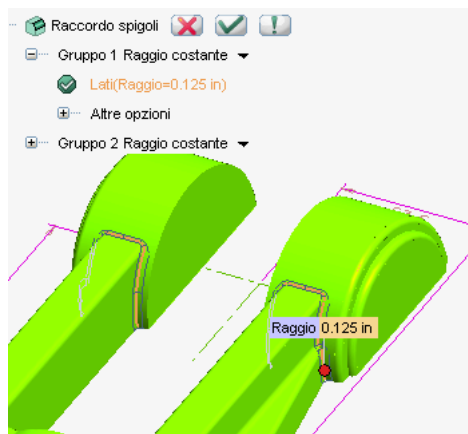 Raccordo spigoli
Gruppo 1 Raggio costante
Lati(Raggio=0.125 in)
Altre opzioni
Gruppo 2 Raggio costante
Raggio 0.125 in